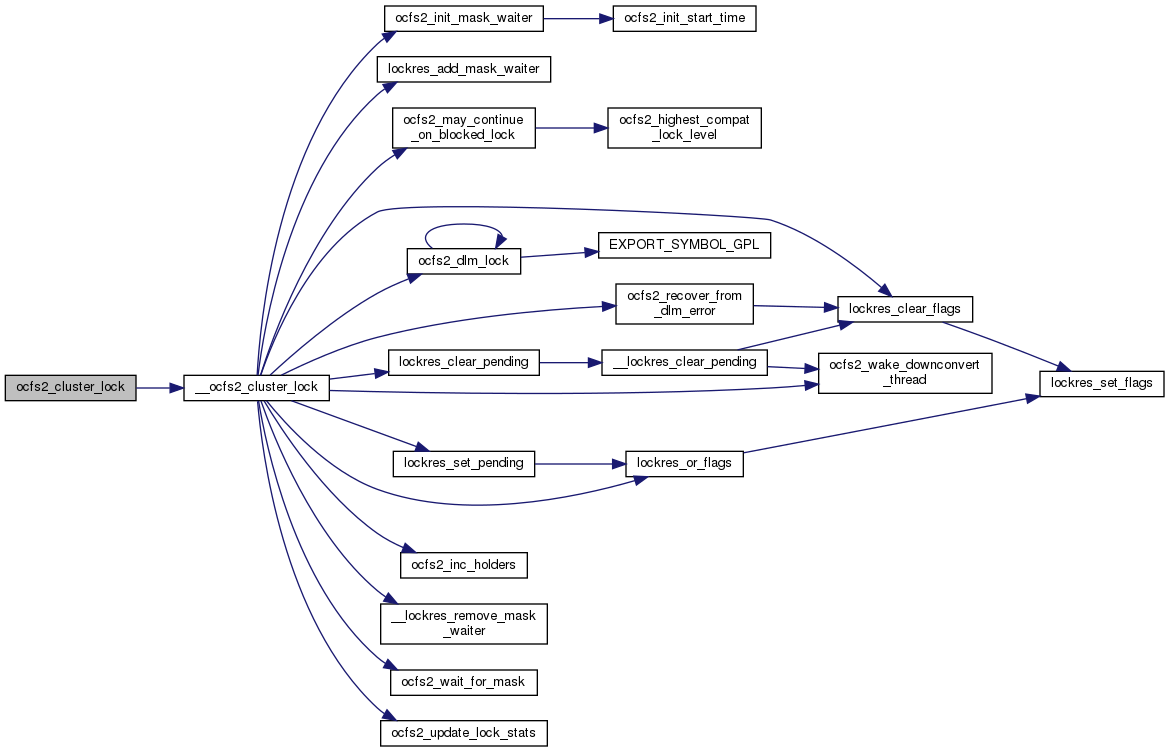 ocfs2_init_mask_waiter
ocfs2_init_start_time
lockres_add_mask_waiter
ocfs2_may_continue
_on_blocked_lock
ocfs2_highest_compat
_lock_level
ocfs2_dlm_lock
EXPORT_SYMBOL_GPL
ocfs2_recover_from
_dlm_error
lockres_clear_flags
lockres_clear_pending
__lockres_clear_pending
ocfs2_wake_downconvert
_thread
ocfs2_cluster_lock
__ocfs2_cluster_lock
lockres_set_flags
lockres_set_pending
lockres_or_flags
ocfs2_inc_holders
__lockres_remove_mask
_waiter
ocfs2_wait_for_mask
ocfs2_update_lock_stats